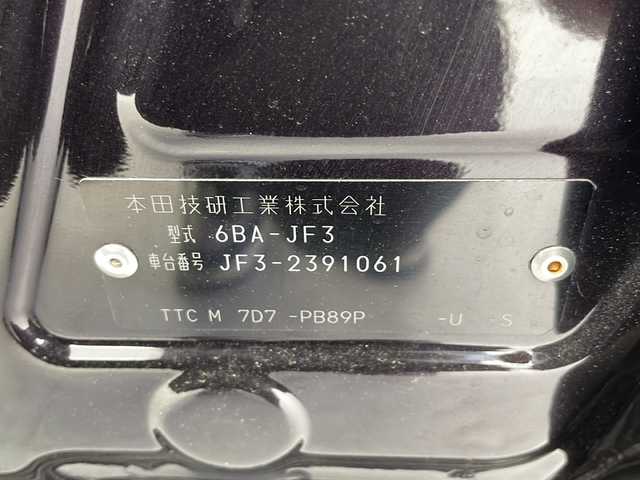 本田技研工業株式会社
型式 6BA-JF3
車台番号 JF3-2391061
TTC M 7D7 -PB89P -U -S